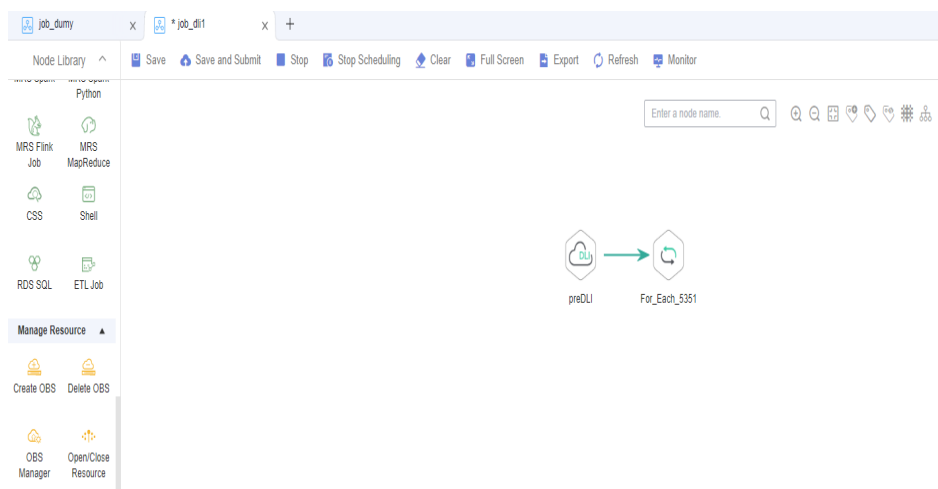 job_dumy
* job_dli1
Node Library
Save
Save and Submit
Stop
Stop Scheduling
Clear
Full Screen
Export
Refresh
Monitor
Python
Enter a node name.
MRS Flink Job
MRS MapReduce
CSS
Shell
RDS SQL
ETL Job
DLI
preDLI
For_Each_5351
Manage Resource
Create OBS
Delete OBS
OBS Manager
Open/Close Resource